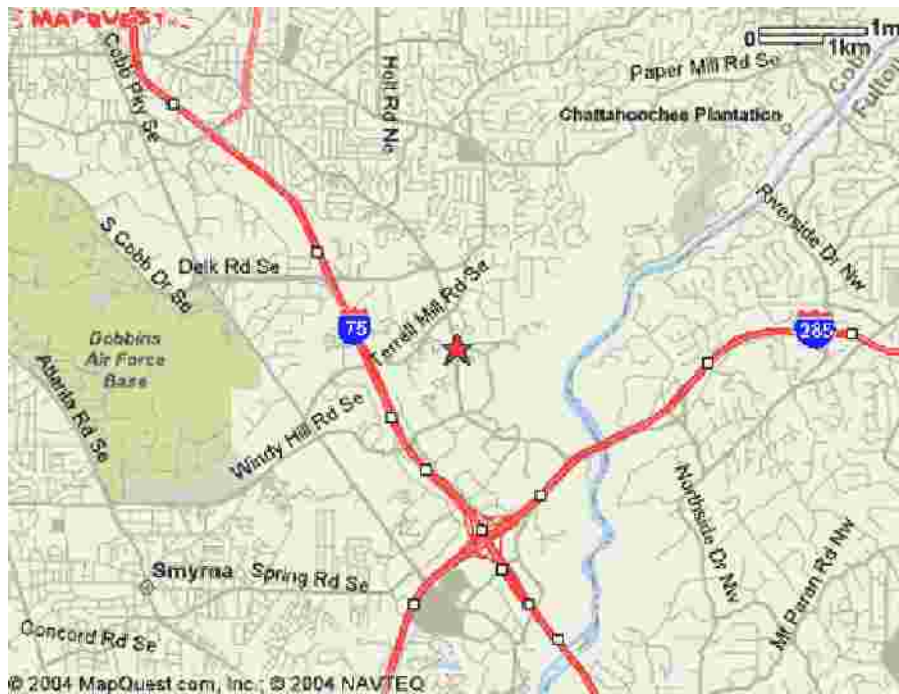 MAPQUEST
0 1m
1km
Cobb Pky Se
Holt Rd Ne
Paper Mill Rd Se
Cobb
Fulton
Chattahoochee Plantation
Riverside Dr Nw
S Cobb Dr Se
Delk Rd Se
Terrell Mill Rd Se
75
285
Dobbins
Air Force
Base
Atlanta Rd Se
Windy Hill Rd Se
Northside Dr Nw
Mt Paran Rd Nw
Smyrna
Spring Rd Se
Concord Rd Se
© 2004 MapQuest.com, Inc.; © 2004 NAVTEQ